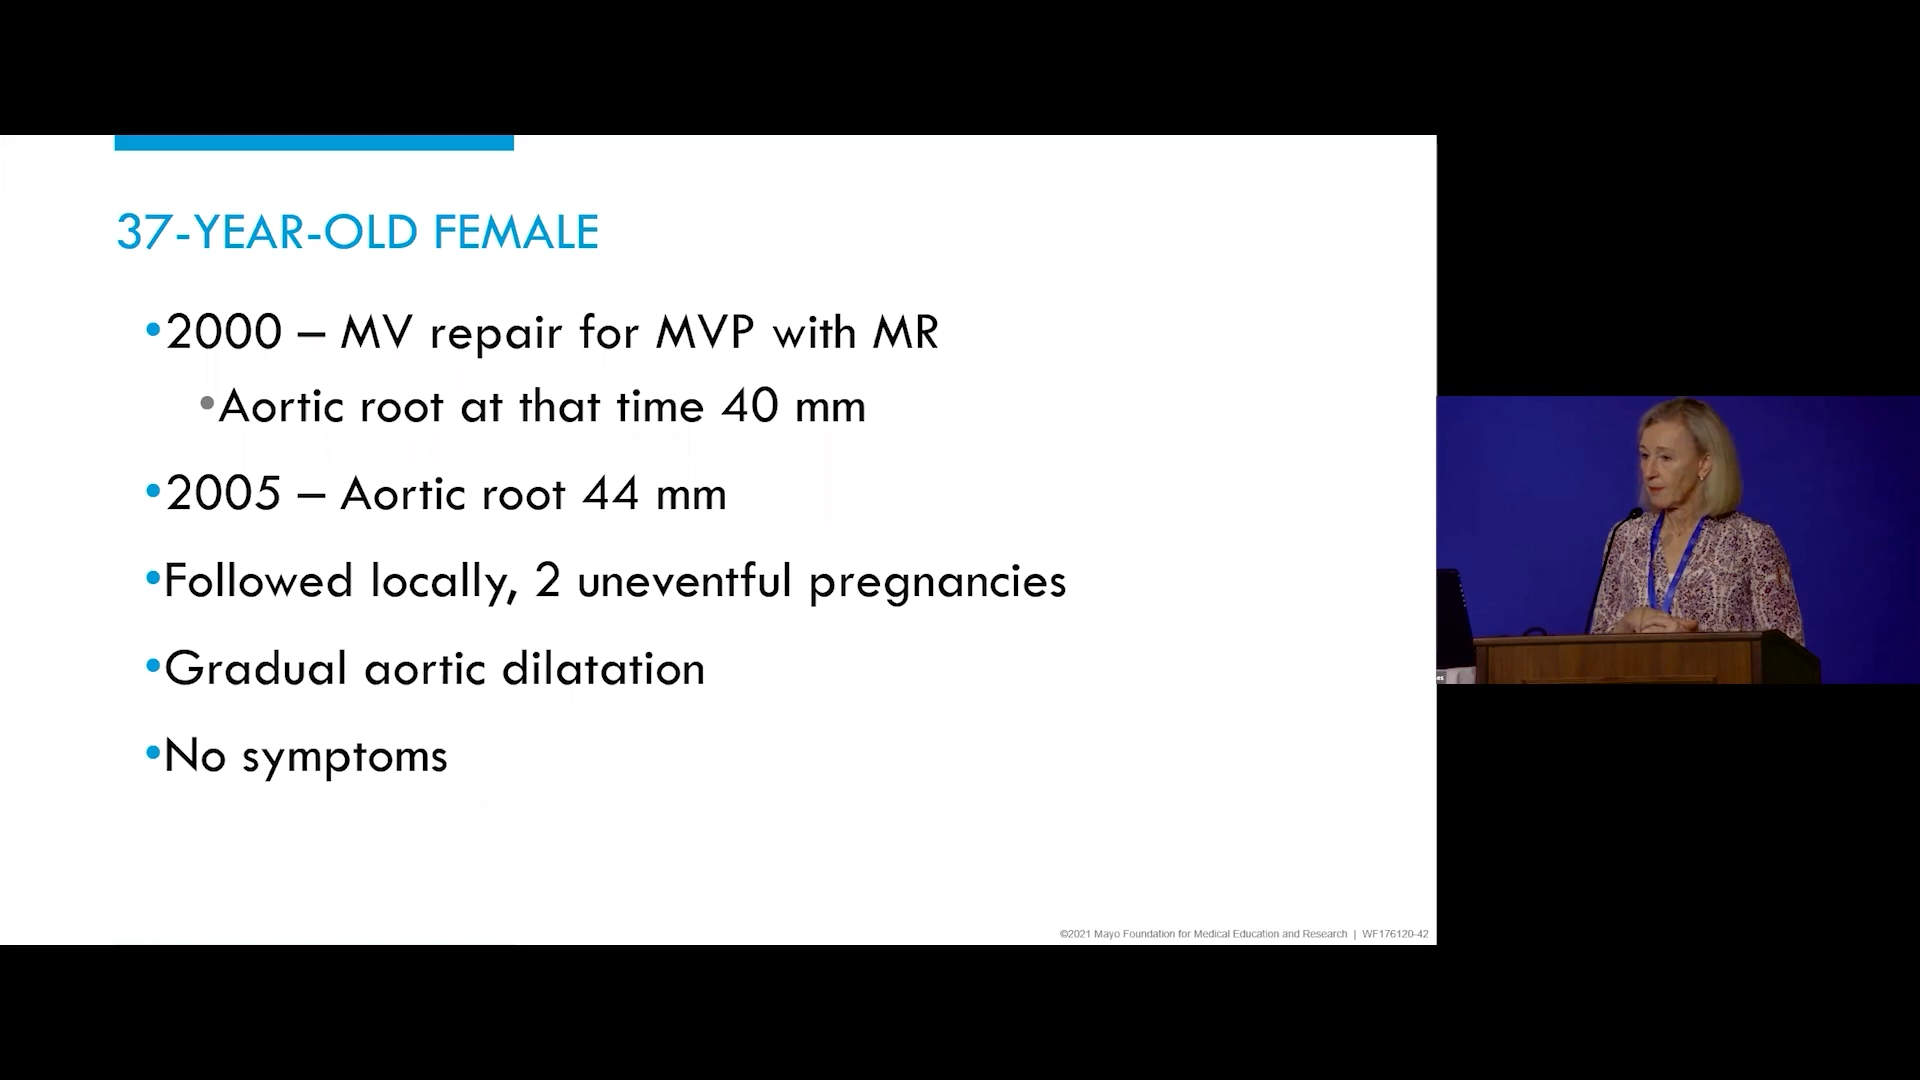 37-YEAR-OLD FEMALE
•2000 – MV repair for MVP with MR
•Aortic root at that time 40 mm
•2005 – Aortic root 44 mm
•Followed locally, 2 uneventful pregnancies
•Gradual aortic dilatation
•No symptoms
©2021 Mayo Foundation for Medical Education and Research | WF176120-42